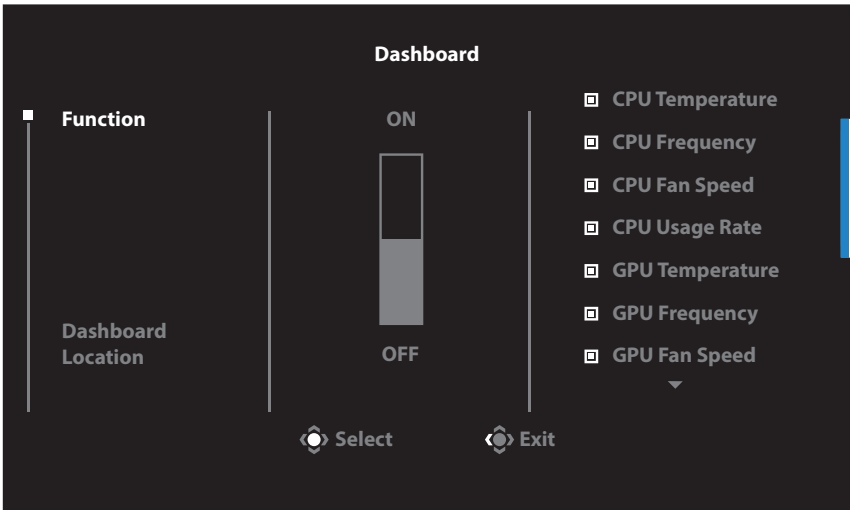 Dashboard
Function
Dashboard
Location
ON
OFF
CPU Temperature
CPU Frequency
CPU Fan Speed
CPU Usage Rate
GPU Temperature
GPU Frequency
GPU Fan Speed
Select
Exit